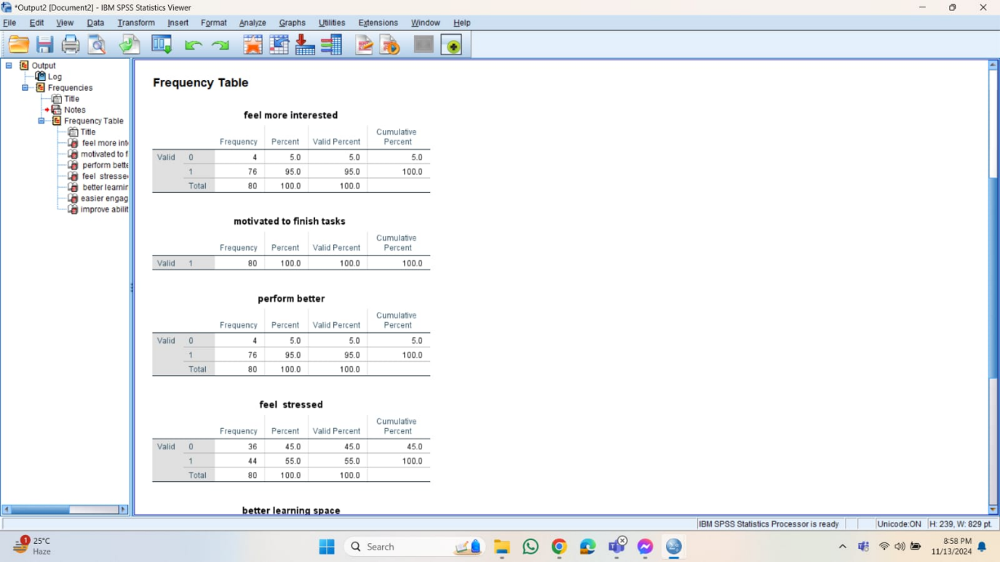 *Output2 [Document2] - IBM SPSS Statistics Viewer
File Edit View Data Transform Insert Format Analyze Graphs Utilities Extensions Window Help
Output
Log
Frequencies
Title
Notes
Frequency Table
Title
feel more int
motivated to f
perform bette
feel stresse
better learnin
easier engag
improve abilit
Frequency Table
feel more interested
Frequency Percent Valid Percent Cumulative Percent
Valid 0 4 5.0 5.0 5.0
1 76 95.0 95.0 100.0
Total 80 100.0 100.0
motivated to finish tasks
Frequency Percent Valid Percent Cumulative Percent
Valid 1 80 100.0 100.0 100.0
perform better
Frequency Percent Valid Percent Cumulative Percent
Valid 0 4 5.0 5.0 5.0
1 76 95.0 95.0 100.0
Total 80 100.0 100.0
feel stressed
Frequency Percent Valid Percent Cumulative Percent
Valid 0 36 45.0 45.0 45.0
1 44 55.0 55.0 100.0
Total 80 100.0 100.0
better learning space
IBM SPSS Statistics Processor is ready Unicode:ON H: 239, W: 829 pt.
1 25°C
Haze
Search
8:58 PM
11/13/2024